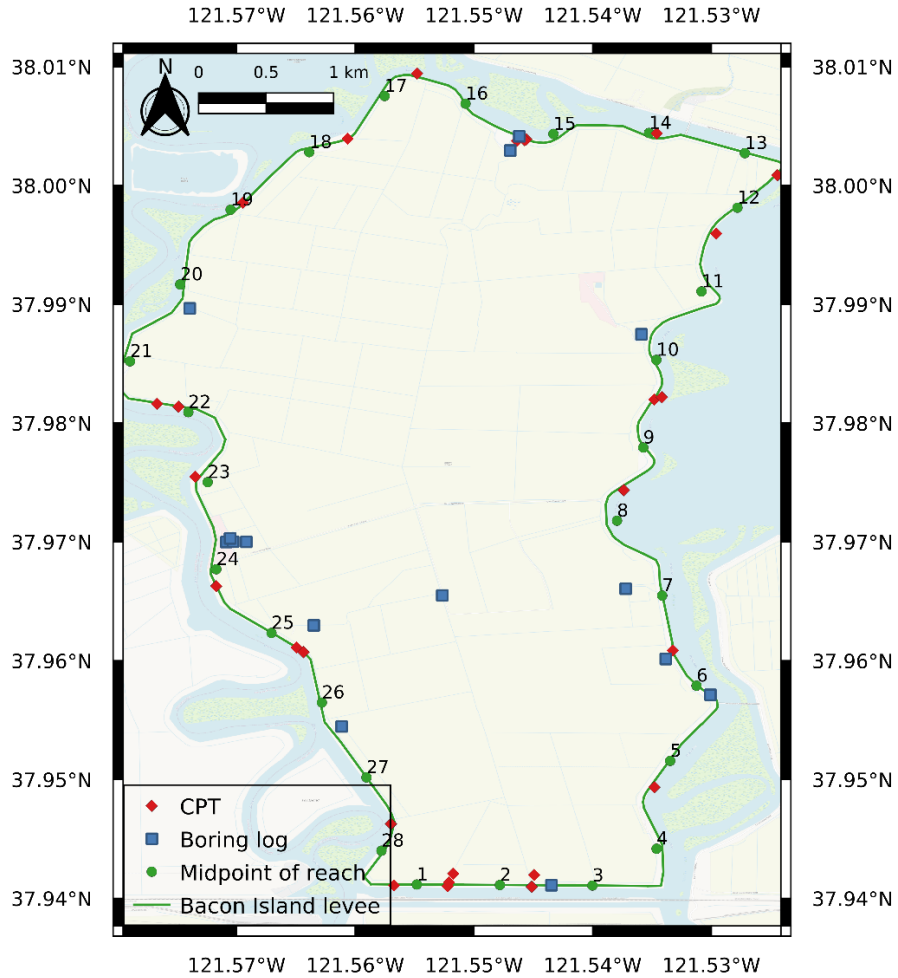 121.57°W 121.56°W 121.55°W 121.54°W 121.53°W
38.01°N 38.01°N
N 0 0.5 1 km
17
16
15
14
13
18
38.00°N 38.00°N
12
19
20
11
37.99°N 37.99°N
21
10
22
37.98°N 37.98°N
9
23
8
37.97°N 37.97°N
24
7
25
37.96°N 37.96°N
6
26
5
27
37.95°N 37.95°N
CPT
Boring log
28
4
Midpoint of reach
1 2 3
37.94°N 37.94°N
Bacon Island levee
121.57°W 121.56°W 121.55°W 121.54°W 121.53°W